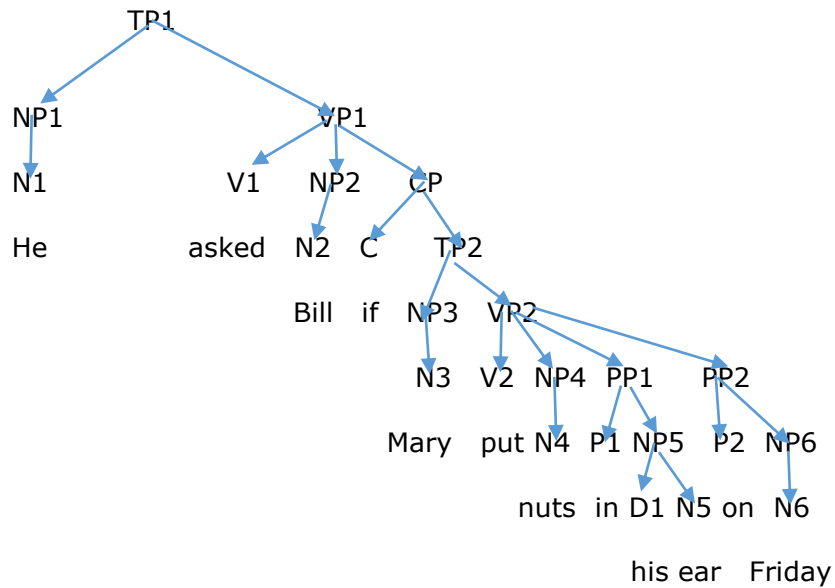 TP1
NP1 VP1
N1 V1 NP2 CP
He asked N2 C TP2
Bill if NP3 VP2
N3 V2 NP4 PP1 PP2
Mary put N4 P1 NP5 P2 NP6
nuts in D1 N5 on N6
his ear Friday